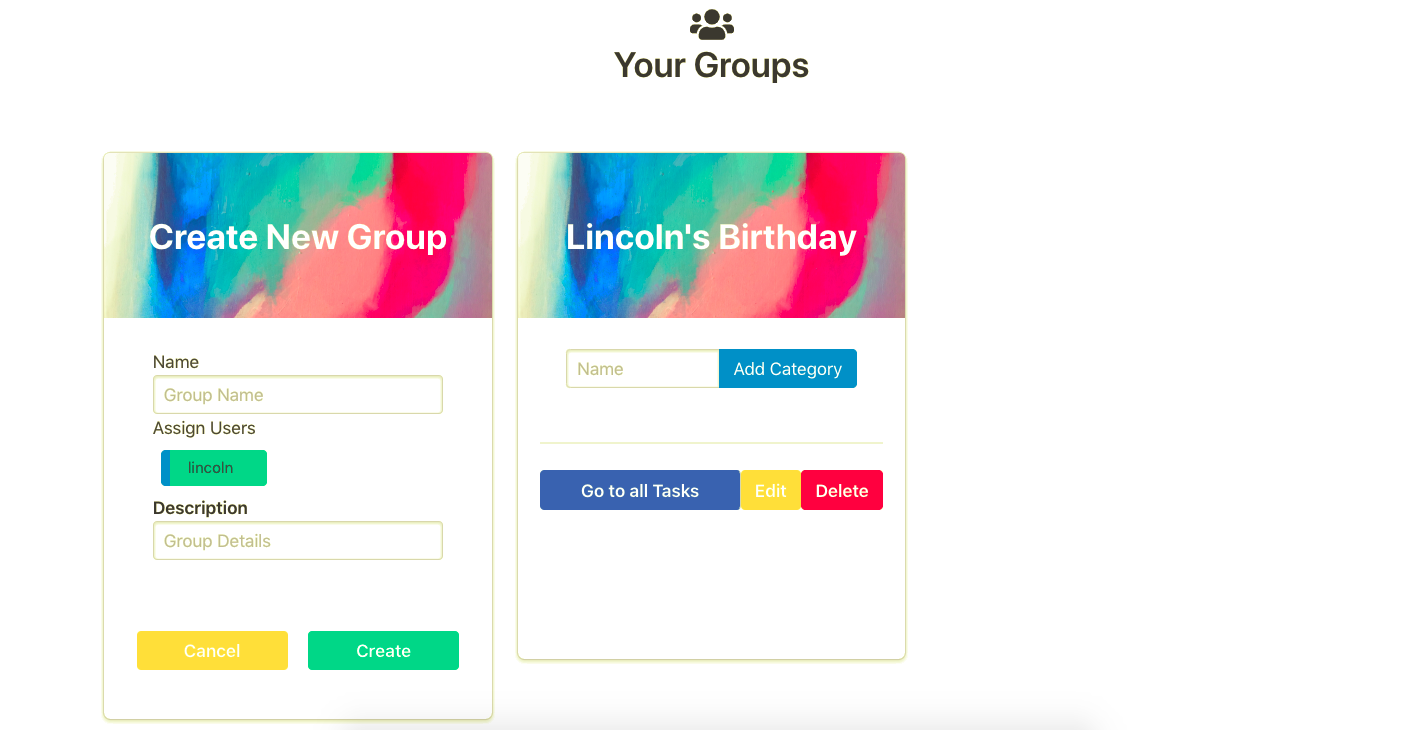 Your Groups
Create New Group
Name
Group Name
Assign Users
lincoln
Description
Group Details
Cancel Create
Lincoln's Birthday
Name Add Category
Go to all Tasks Edit Delete